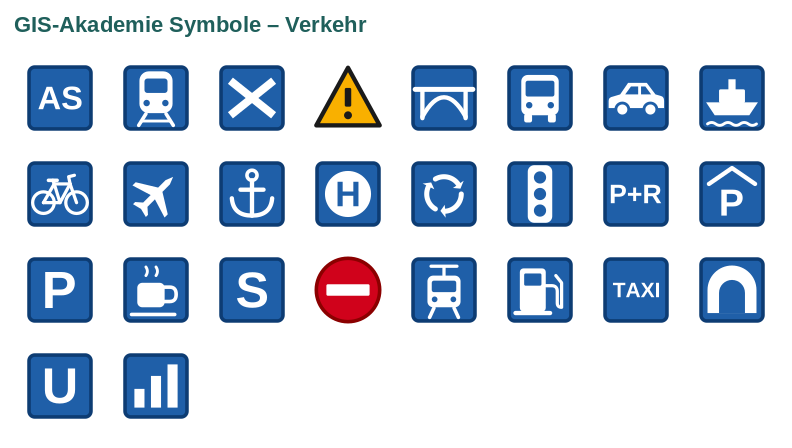 GIS-Akademie Symbole – Verkehr
AS
H
P+R
P
P
S
TAXI
U